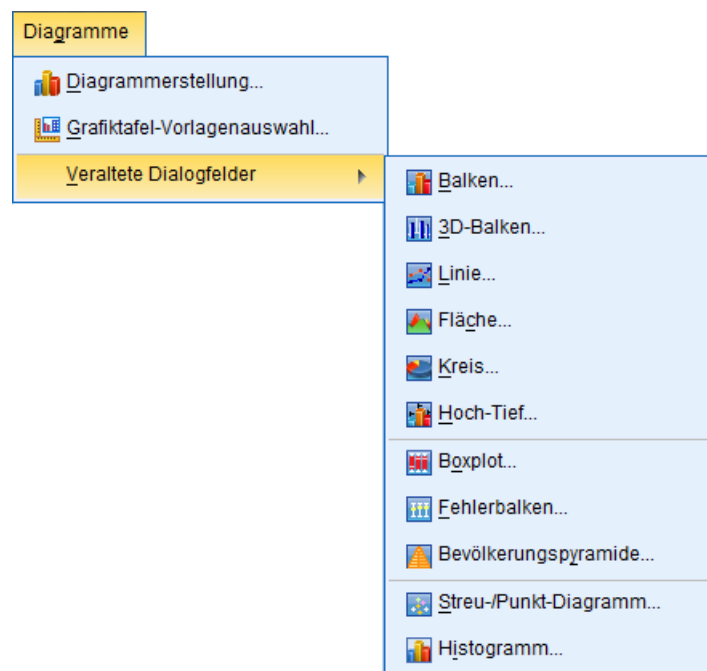 Diagramme
Diagrammerstellung...
Grafiktafel-Vorlagenauswahl...
Veraltete Dialogfelder
Balken...
3D-Balken...
Linie...
Fläche...
Kreis...
Hoch-Tief...
Boxplot...
Fehlerbalken...
Bevölkerungspyramide...
Streu-/Punkt-Diagramm...
Histogramm...